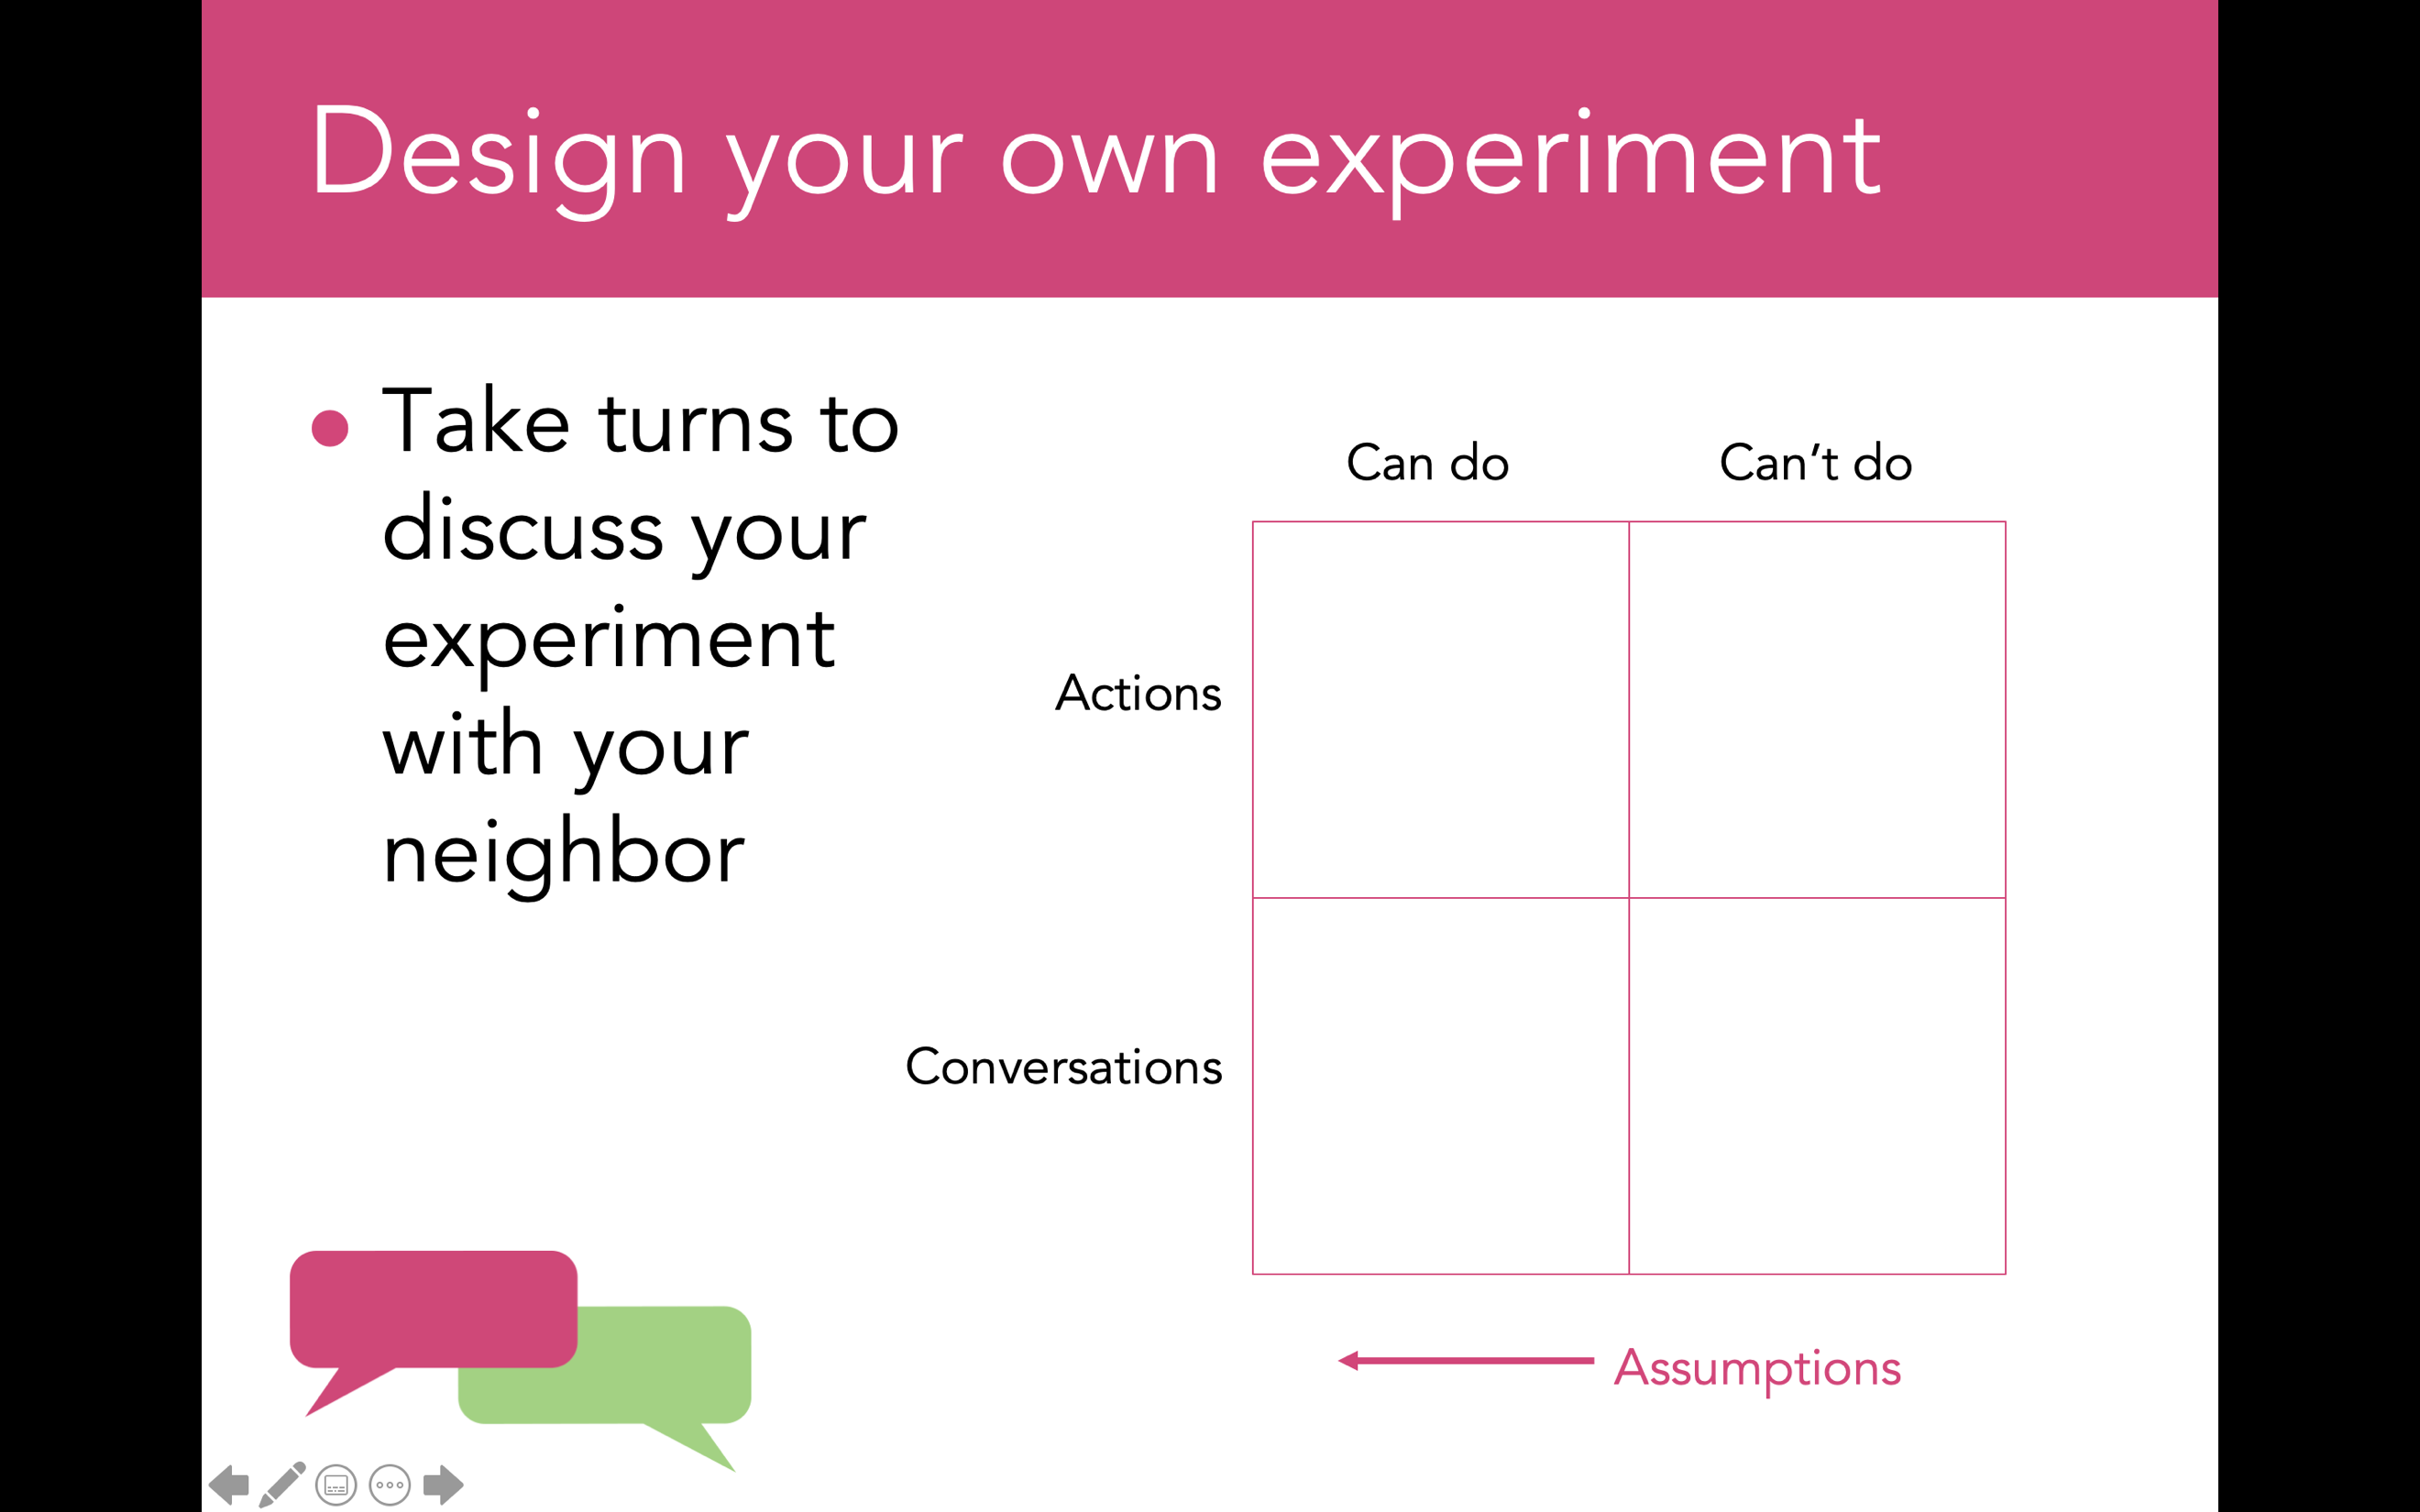 Design your own experiment
Take turns to
discuss your
experiment
with your
neighbor
Can do
Can't do
Actions
Conversations
Assumptions